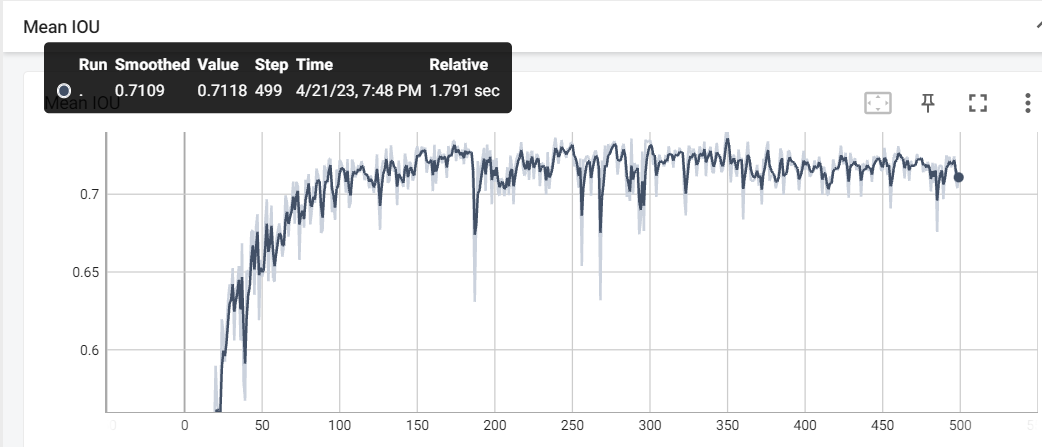 Mean IOU
Run Smoothed Value Step Time Relative
. 0.7109 0.7118 499 4/21/23, 7:48 PM 1.791 sec
Mean IOU
0.7
0.65
0.6
0 0 50 100 150 200 250 300 350 400 450 500 5